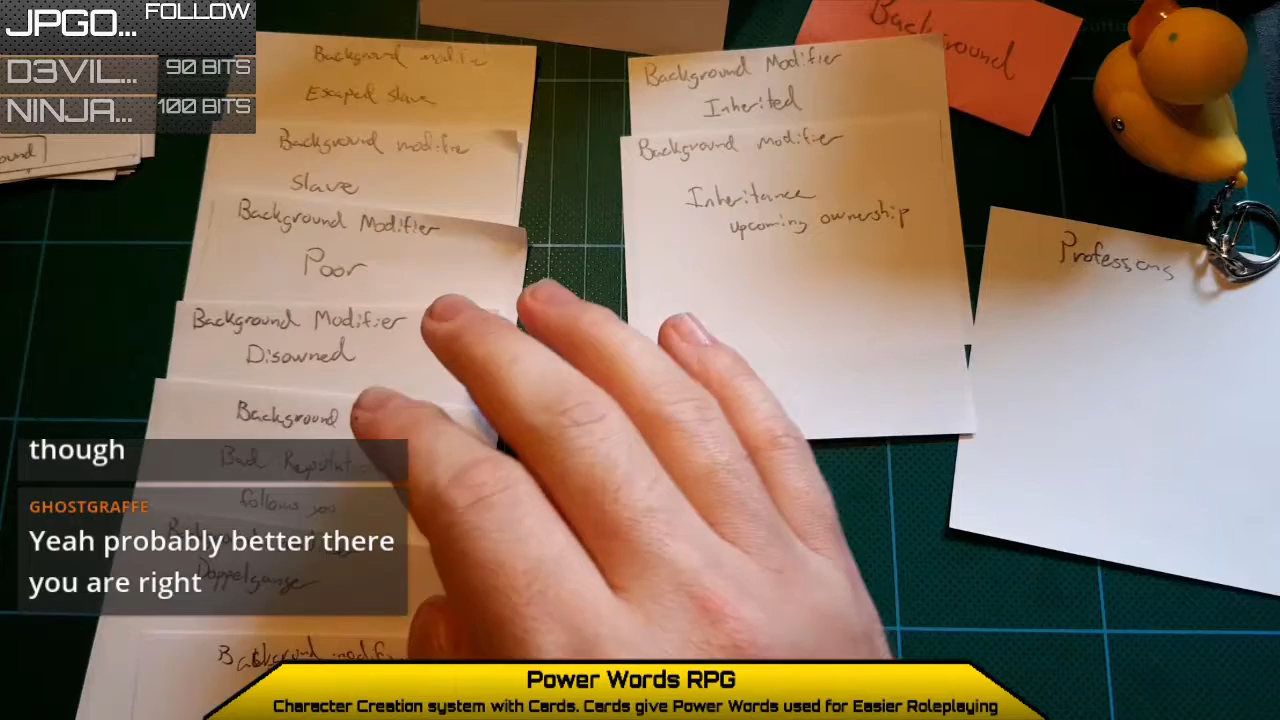 JPGO...
FOLLOW
D3VIL...
90 BITS
NINJA...
100 BITS
Background modifier
Escaped slave
Background modifier
Slave
Background Modifier
Poor
Background Modifier
Disowned
Background
Bad
follows you
Doppelganger
Background Modifier
Inherited
Background modifier
Inheritance
upcoming ownership
Background
Professions
though
GHOSTGRAFFE
Yeah probably better there
you are right
Power Words RPG
Character Creation system with Cards. Cards give Power Words used for Easier Roleplaying